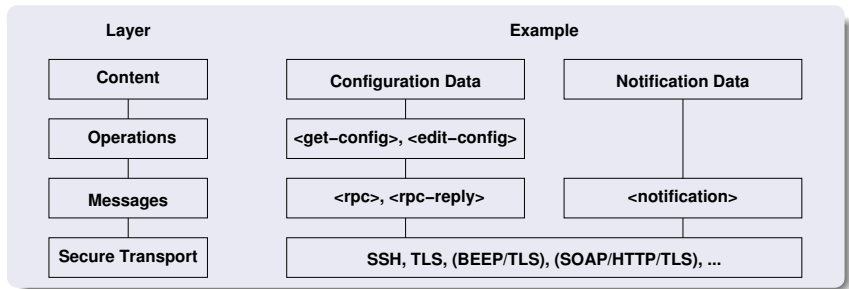 Layer Example
Content Configuration Data Notification Data
Operations <get−config>, <edit−config>
Messages <rpc>, <rpc−reply> <notification>
Secure Transport SSH, TLS, (BEEP/TLS), (SOAP/HTTP/TLS), ...